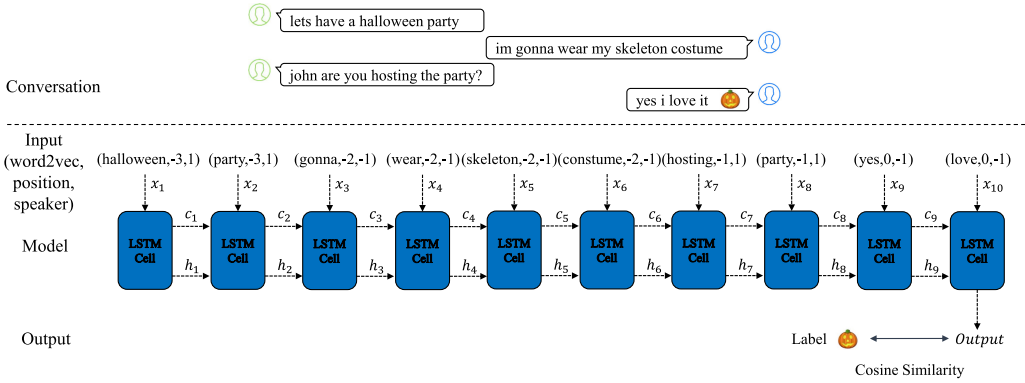 lets have a halloween party
im gonna wear my skeleton costume
john are you hosting the party?
Conversation
yes i love it 🎃
Input
(word2vec,
position,
speaker)
(halloween,-3,1) (party,-3,1) (gonna,-2,-1) (wear,-2,-1) (skeleton,-2,-1) (constume,-2,-1) (hosting,-1,1) (party,-1,1) (yes,0,-1) (love,0,-1)
x₁ x₂ x₃ x₄ x₅ x₆ x₇ x₈ x₉ x₁₀
c₁ c₂ c₃ c₄ c₅ c₆ c₇ c₈ c₉
Model
LSTM LSTM LSTM LSTM LSTM LSTM LSTM LSTM LSTM LSTM
Cell Cell Cell Cell Cell Cell Cell Cell Cell Cell
h₁ h₂ h₃ h₄ h₅ h₆ h₇ h₈ h₉
Output
Label 🎃 Output
Cosine Similarity